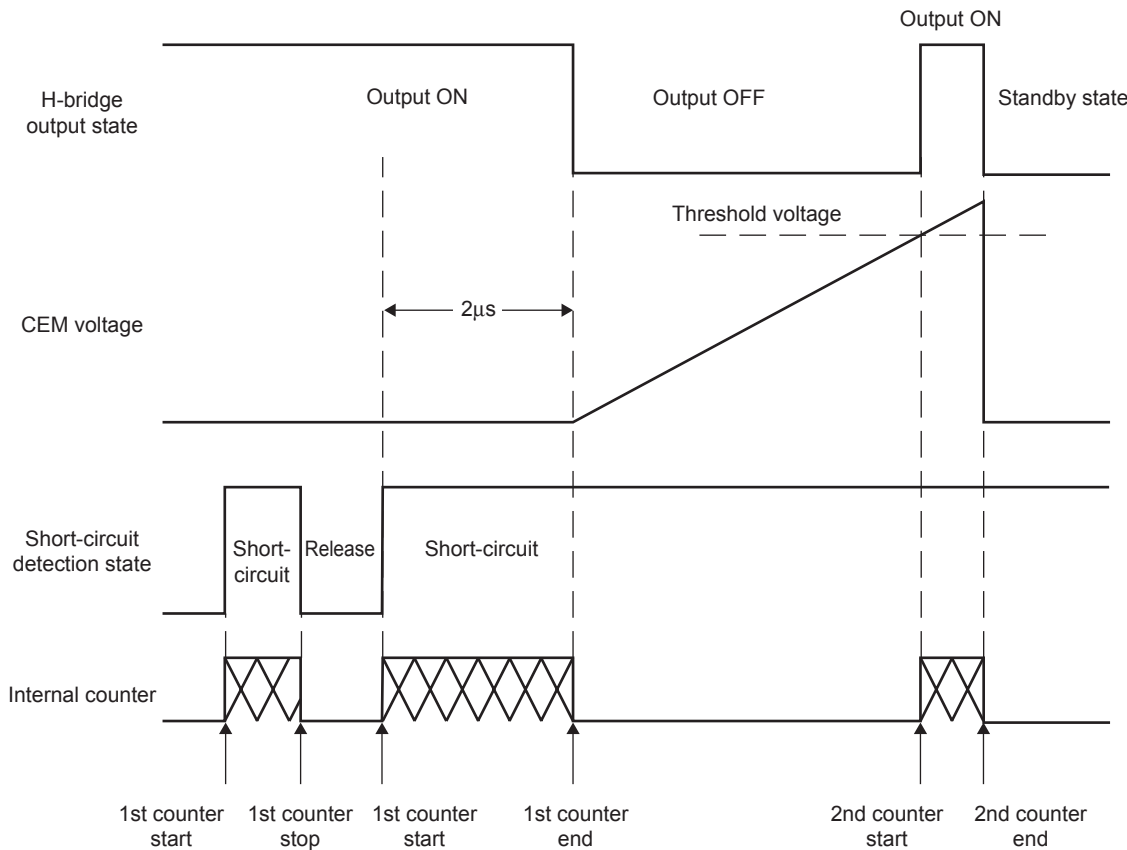 Output ON
H-bridge
output state
Output ON
Output OFF
Standby state
Threshold voltage
2μs
CEM voltage
Short-circuit
detection state
Short-
circuit
Release
Short-circuit
Internal counter
1st counter
start
1st counter
stop
1st counter
start
1st counter
end
2nd counter
start
2nd counter
end